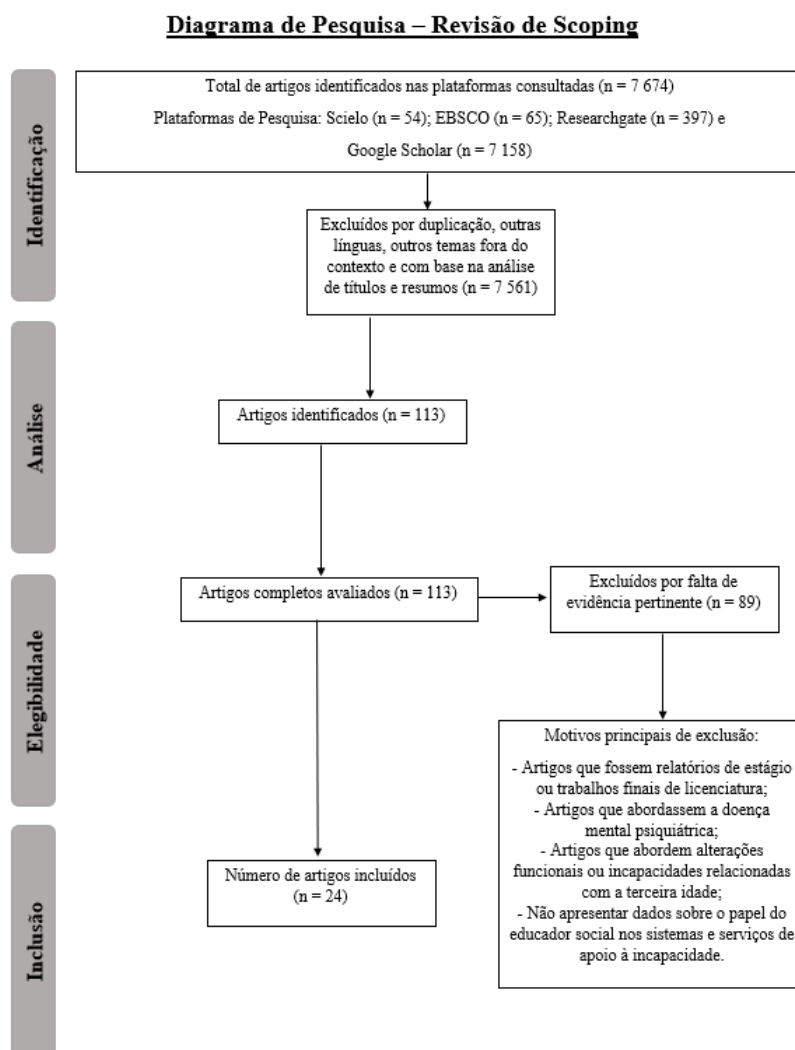 Diagrama de Pesquisa – Revisão de Scoping
Identificação
Total de artigos identificados nas plataformas consultadas (n = 7 674)
Plataformas de Pesquisa: Scielo (n = 54); EBSCO (n = 65); Researchgate (n = 397) e
Google Scholar (n = 7 158)
Excluídos por duplicação, outras
línguas, outros temas fora do
contexto e com base na análise
de títulos e resumos (n = 7 561)
Análise
Artigos identificados (n = 113)
Elegibilidade
Artigos completos avaliados (n = 113)
Excluídos por falta de
evidência pertinente (n = 89)
Motivos principais de exclusão:
- Artigos que fossem relatórios de estágio
ou trabalhos finais de licenciatura;
- Artigos que abordassem a doença
mental psiquiátrica;
- Artigos que abordem alterações
funcionais ou incapacidades relacionadas
com a terceira idade;
- Não apresentar dados sobre o papel do
educador social nos sistemas e serviços de
apoio à incapacidade.
Inclusão
Número de artigos incluídos
(n = 24)